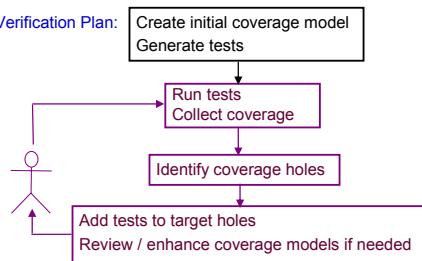 Verification Plan:
Create initial coverage model
Generate tests
Run tests
Collect coverage
Identify coverage holes
Add tests to target holes
Review / enhance coverage models if needed